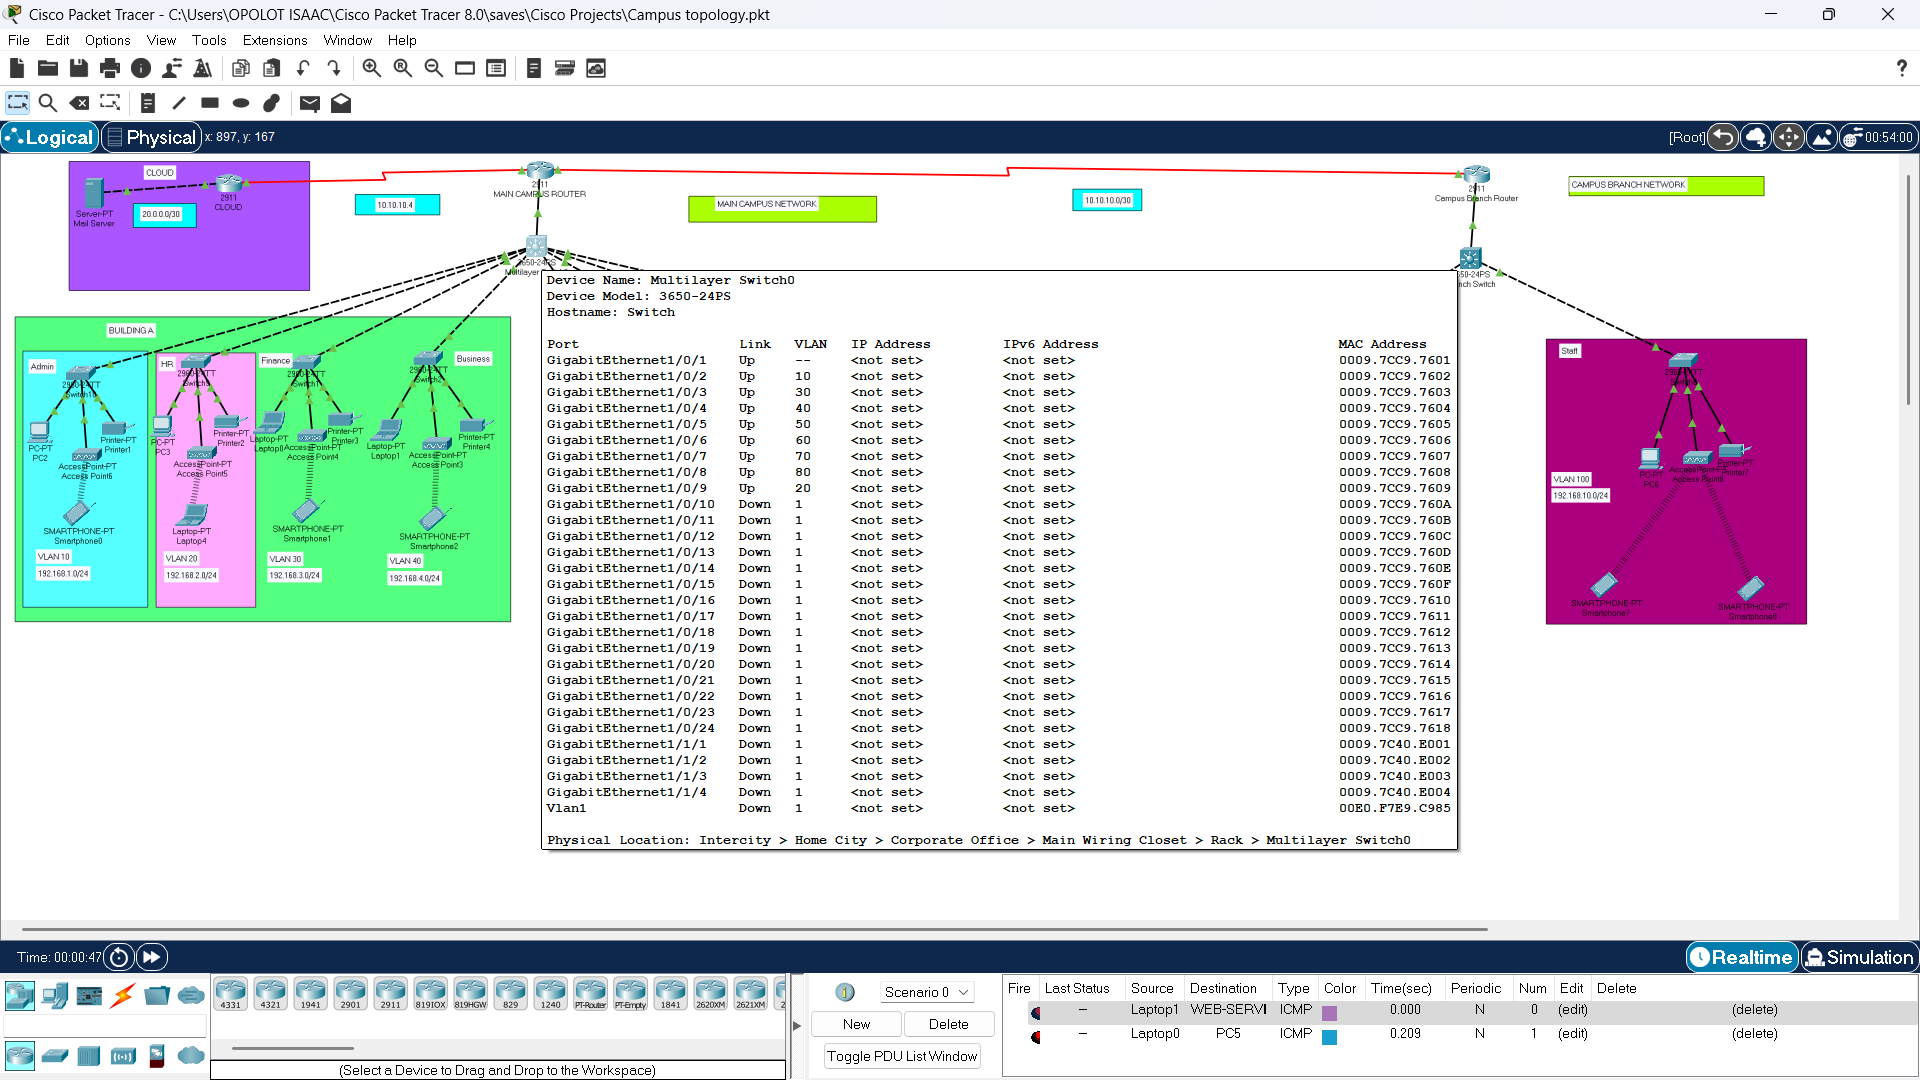 Cisco Packet Tracer - C:\Users\OPOLOT ISAAC\Cisco Packet Tracer 8.0\saves\Cisco Projects\Campus topology.pkt
File Edit Options View Tools Extensions Window Help
?
Logical Physical x: 897, y: 167 [Root] 00:54:00
CLOUD
Server-PT
Mail Server
20.0.0.0/30
2911
CLOUD
10.10.10.4
2911
MAIN CAMPUS ROUTER
MAIN CAMPUS NETWORK
10.10.10.0/30
2911
Campus Branch Router
CAMPUS BRANCH NETWORK
3650-24PS
Multilayer
50-24PS
nch Switch
Device Name: Multilayer Switch0
Device Model: 3650-24PS
Hostname: Switch
Port Link VLAN IP Address IPv6 Address MAC Address
GigabitEthernet1/0/1 Up -- <not set> <not set> 0009.7CC9.7601
GigabitEthernet1/0/2 Up 10 <not set> <not set> 0009.7CC9.7602
GigabitEthernet1/0/3 Up 30 <not set> <not set> 0009.7CC9.7603
GigabitEthernet1/0/4 Up 40 <not set> <not set> 0009.7CC9.7604
GigabitEthernet1/0/5 Up 50 <not set> <not set> 0009.7CC9.7605
GigabitEthernet1/0/6 Up 60 <not set> <not set> 0009.7CC9.7606
GigabitEthernet1/0/7 Up 70 <not set> <not set> 0009.7CC9.7607
GigabitEthernet1/0/8 Up 80 <not set> <not set> 0009.7CC9.7608
GigabitEthernet1/0/9 Up 20 <not set> <not set> 0009.7CC9.7609
GigabitEthernet1/0/10 Down 1 <not set> <not set> 0009.7CC9.760A
GigabitEthernet1/0/11 Down 1 <not set> <not set> 0009.7CC9.760B
GigabitEthernet1/0/12 Down 1 <not set> <not set> 0009.7CC9.760C
GigabitEthernet1/0/13 Down 1 <not set> <not set> 0009.7CC9.760D
GigabitEthernet1/0/14 Down 1 <not set> <not set> 0009.7CC9.760E
GigabitEthernet1/0/15 Down 1 <not set> <not set> 0009.7CC9.760F
GigabitEthernet1/0/16 Down 1 <not set> <not set> 0009.7CC9.7610
GigabitEthernet1/0/17 Down 1 <not set> <not set> 0009.7CC9.7611
GigabitEthernet1/0/18 Down 1 <not set> <not set> 0009.7CC9.7612
GigabitEthernet1/0/19 Down 1 <not set> <not set> 0009.7CC9.7613
GigabitEthernet1/0/20 Down 1 <not set> <not set> 0009.7CC9.7614
GigabitEthernet1/0/21 Down 1 <not set> <not set> 0009.7CC9.7615
GigabitEthernet1/0/22 Down 1 <not set> <not set> 0009.7CC9.7616
GigabitEthernet1/0/23 Down 1 <not set> <not set> 0009.7CC9.7617
GigabitEthernet1/0/24 Down 1 <not set> <not set> 0009.7CC9.7618
GigabitEthernet1/1/1 Down 1 <not set> <not set> 0009.7C40.E001
GigabitEthernet1/1/2 Down 1 <not set> <not set> 0009.7C40.E002
GigabitEthernet1/1/3 Down 1 <not set> <not set> 0009.7C40.E003
GigabitEthernet1/1/4 Down 1 <not set> <not set> 0009.7C40.E004
Vlan1 Down 1 <not set> <not set> 00E0.F7E9.C985
Physical Location: Intercity > Home City > Corporate Office > Main Wiring Closet > Rack > Multilayer Switch0
BUILDING A
Admin
2960-24TT
Switch10
PC-PT
PC2
Printer-PT
Printer1
AccessPoint-PT
Access Point6
SMARTPHONE-PT
Smartphone0
VLAN 10
192.168.1.0/24
HR
2960-24TT
PC-PT
PC3
Printer-PT
Printer2
AccessPoint-PT
Access Point5
Laptop-PT
Laptop4
VLAN 20
192.168.2.0/24
Finance
2960-24TT
Switch1
Laptop-PT
Laptop0
Printer-PT
Printer3
AccessPoint-PT
Access Point4
SMARTPHONE-PT
Smartphone1
VLAN 30
192.168.3.0/24
Business
2960-24TT
Switch2
Laptop-PT
Laptop1
Printer-PT
Printer4
AccessPoint-PT
Access Point3
SMARTPHONE-PT
Smartphone2
VLAN 40
192.168.4.0/24
Staff
2960-24TT
PC-PT
PC6
Printer-PT
Printer7
VLAN 100
192.168.10.0/24
SMARTPHONE-PT
Smartphone7
SMARTPHONE-PT
Smartphone8
Time: 00:00:47 Realtime Simulation
4331 4321 1941 2901 2911 819IOX 819HGW 829 1240 PT-Router PT-Empty 1841 2620XM 2621XM 2
(Select a Device to Drag and Drop to the Workspace)
Scenario 0
New Delete
Toggle PDU List Window
Fire Last Status Source Destination Type Color Time(sec) Periodic Num Edit Delete
-- Laptop1 WEB-SERVI ICMP 0.000 N 0 (edit) (delete)
-- Laptop0 PC5 ICMP 0.209 N 1 (edit) (delete)